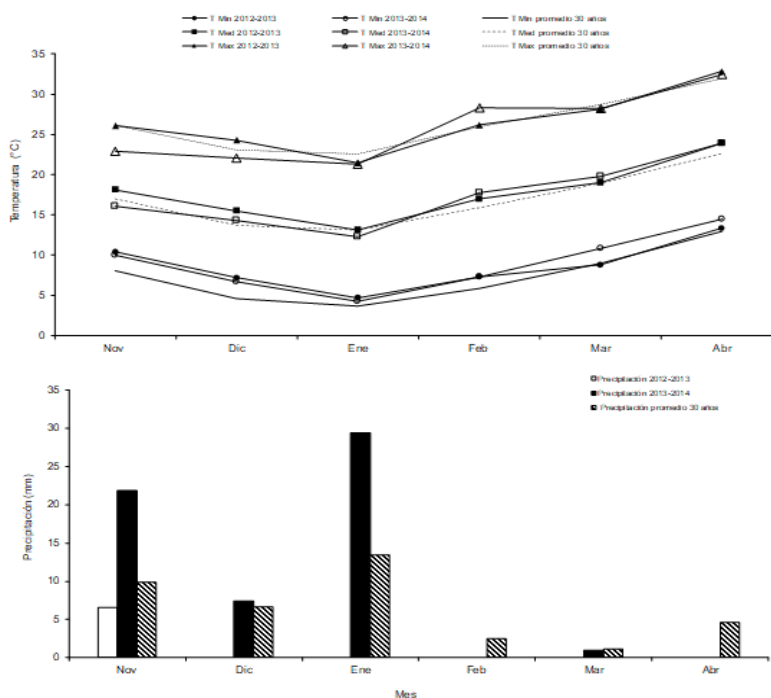 T Min 2012-2013 T Min 2013-2014 T Min promedio 30 años
T Med 2012-2013 T Med 2013-2014 T Med promedio 30 años
T Max 2012-2013 T Max 2013-2014 T Max promedio 30 años
35
30
25
20
15
10
5
0
Temperatura (°C)
Nov Dic Ene Feb Mar Abr
Precipitación 2012-2013
Precipitación 2013-2014
Precipitación promedio 30 años
35
30
25
20
15
10
5
0
Precipitación (mm)
Nov Dic Ene Feb Mar Abr
Mes